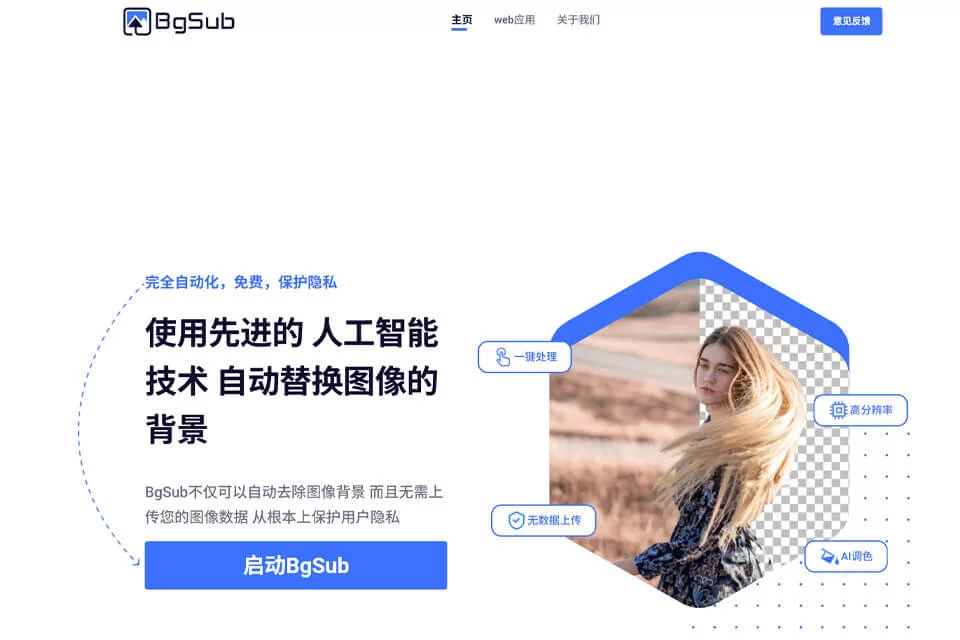 BgSub
主页
web应用
关于我们
意见反馈
完全自动化，免费，保护隐私
使用先进的 人工智能
技术 自动替换图像的
背景
BgSub不仅可以自动去除图像背景 而且无需上
传您的图像数据 从根本上保护用户隐私
启动BgSub
一键处理
高分辨率
无数据上传
AI调色